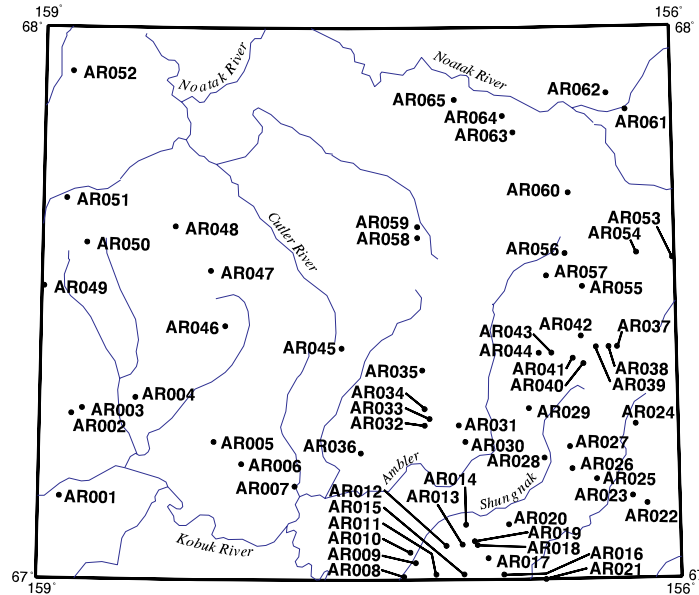 159°
156°
68°
68°
Noatak River
Noatak River
AR052
AR062
AR065
AR064
AR061
AR063
AR060
AR051
AR053
AR059
AR054
AR048
AR058
AR050
Cutler River
AR056
AR047
AR057
AR049
AR055
AR046
AR043
AR042
AR037
AR045
AR044
AR041
AR038
AR035
AR040
AR039
AR034
AR004
AR033
AR003
AR029
AR024
AR002
AR032
AR031
AR005
AR036
AR030
AR027
AR006
AR028
AR026
Ambler
AR014
AR025
AR007
AR012
AR013
Shungnak
AR023
AR001
AR015
AR022
AR011
AR020
AR010
AR019
Kobuk River
AR009
AR018
AR017
AR016
AR008
AR021
67°
67
159°
156°